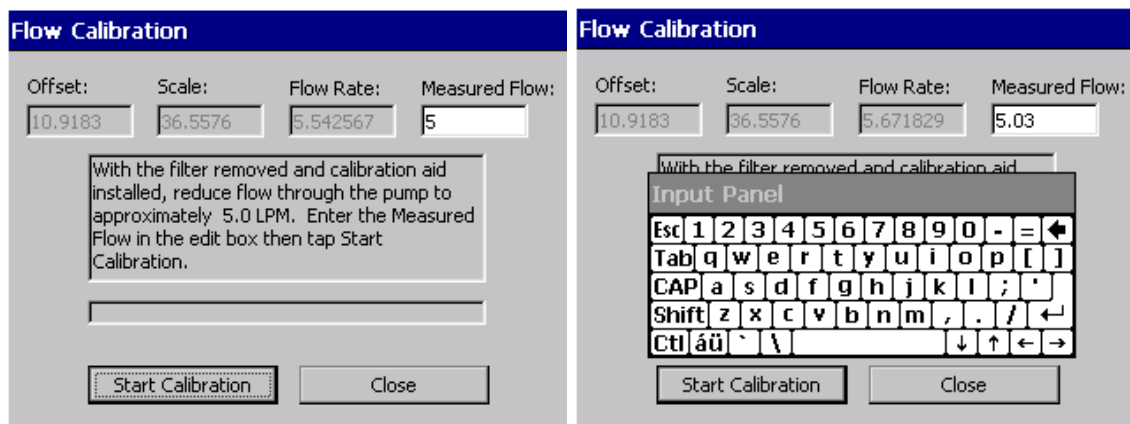 Flow Calibration
Offset: Scale: Flow Rate: Measured Flow:
10.9183 36.5576 5.542567 5
With the filter removed and calibration aid
installed, reduce flow through the pump to
approximately  5.0 LPM.  Enter the Measured
Flow in the edit box then tap Start
Calibration.
Start Calibration Close
Flow Calibration
Offset: Scale: Flow Rate: Measured Flow:
10.9183 36.5576 5.671829 5.03
With the filter removed and calibration aid
Input Panel
Esc 1 2 3 4 5 6 7 8 9 0 - =
Tab q w e r t y u i o p [ ]
CAP a s d f g h j k l ; '
Shift z x c v b n m , . /
Ctl áü ` \
Start Calibration Close